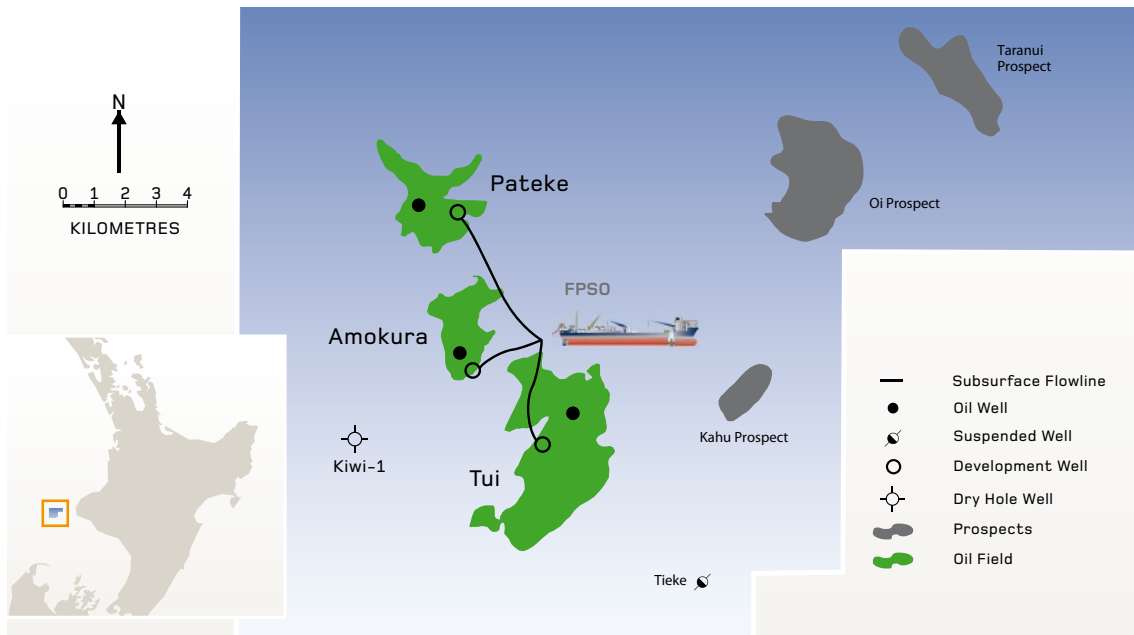 Taranui
Prospect
N
Pateke
0 1 2 3 4
KILOMETRES
Oi Prospect
FPSO
Amokura
Subsurface Flowline
Oil Well
Kahu Prospect
Suspended Well
Kiwi-1
Development Well
Tui
Dry Hole Well
Prospects
Oil Field
Tieke